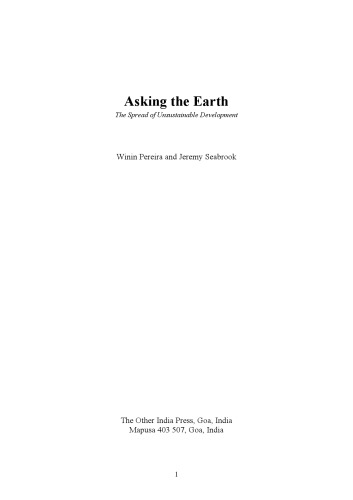 Asking the Earth
The Spread of Unsustainable Development
Winin Pereira and Jeremy Seabrook
The Other India Press, Goa, India
Mapusa 403 507, Goa, India
1